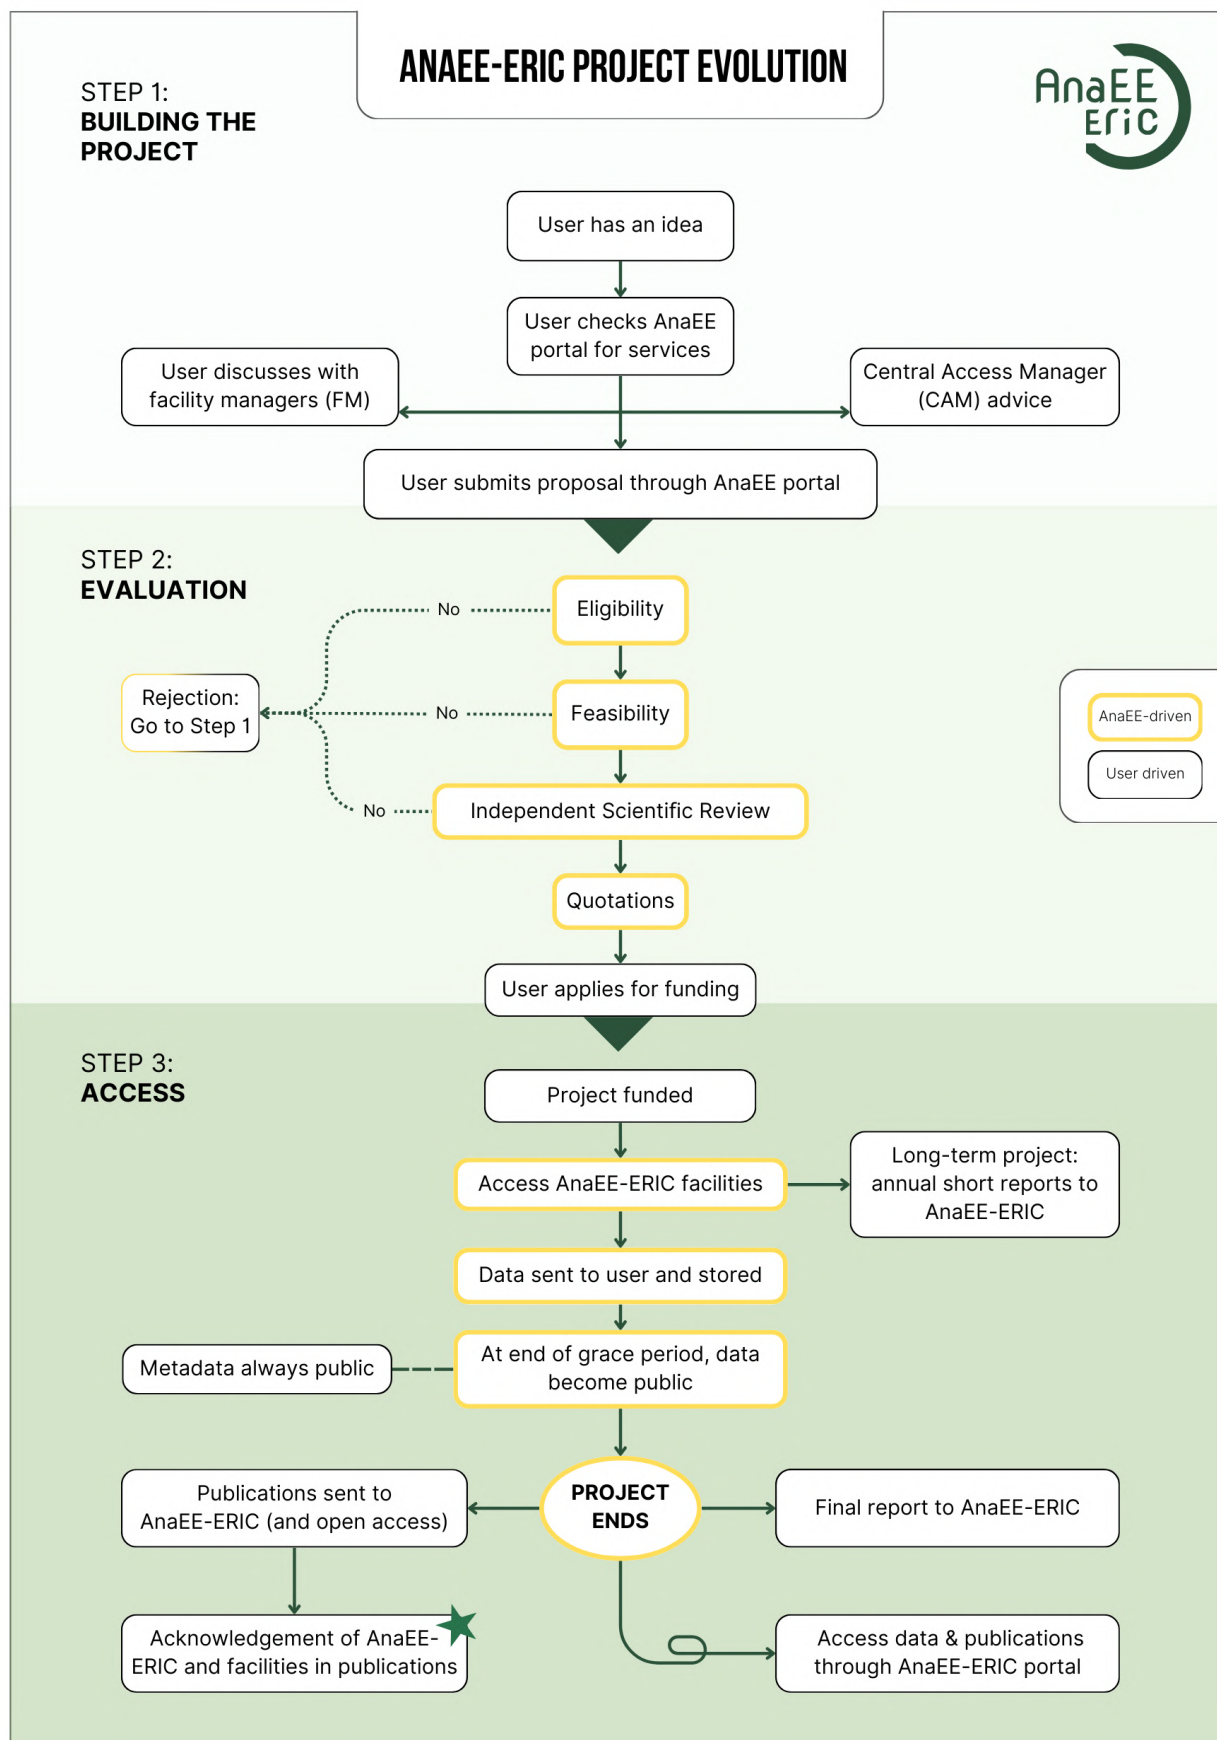 ANAEE-ERIC PROJECT EVOLUTION
AnaEE
ERIC
STEP 1:
BUILDING THE
PROJECT
User has an idea
User checks AnaEE
portal for services
User discusses with
facility managers (FM)
Central Access Manager
(CAM) advice
User submits proposal through AnaEE portal
STEP 2:
EVALUATION
Eligibility
No
Rejection:
Go to Step 1
No
Feasibility
AnaEE-driven
User driven
No
Independent Scientific Review
Quotations
User applies for funding
STEP 3:
ACCESS
Project funded
Access AnaEE-ERIC facilities
Long-term project:
annual short reports to
AnaEE-ERIC
Data sent to user and stored
Metadata always public
At end of grace period, data
become public
PROJECT
ENDS
Publications sent to
AnaEE-ERIC (and open access)
Final report to AnaEE-ERIC
Acknowledgement of AnaEE-
ERIC and facilities in publications
Access data & publications
through AnaEE-ERIC portal